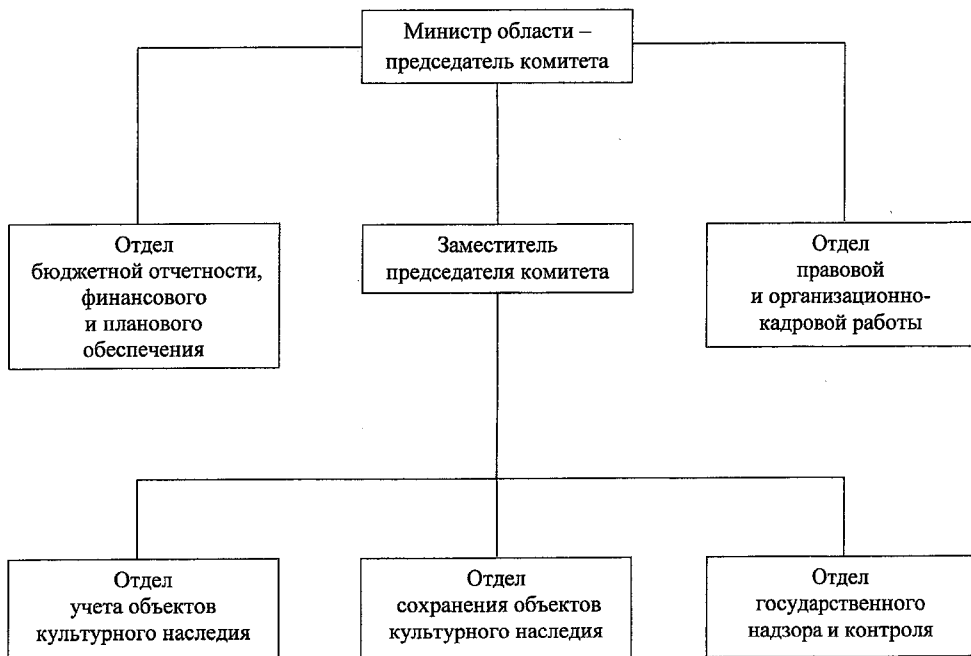 Министр области –
председатель комитета
Отдел
бюджетной отчетности,
финансового
и планового
обеспечения
Заместитель
председателя комитета
Отдел
правовой
и организационно-
кадровой работы
Отдел
учета объектов
культурного наследия
Отдел
сохранения объектов
культурного наследия
Отдел
государственного
надзора и контроля